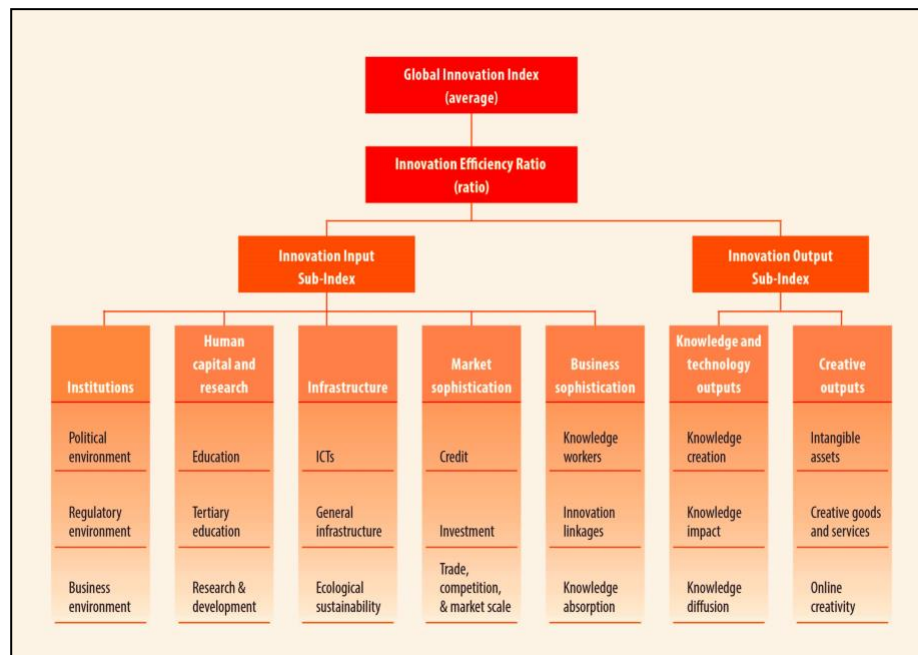 Global Innovation Index
(average)
Innovation Efficiency Ratio
(ratio)
Innovation Input
Sub-Index
Innovation Output
Sub-Index
Institutions
Human
capital and
research
Infrastructure
Market
sophistication
Business
sophistication
Knowledge and
technology
outputs
Creative
outputs
Political
environment
Education
ICTs
Credit
Knowledge
workers
Knowledge
creation
Intangible
assets
Regulatory
environment
Tertiary
education
General
infrastructure
Investment
Innovation
linkages
Knowledge
impact
Creative goods
and services
Business
environment
Research &
development
Ecological
sustainability
Trade,
competition,
& market scale
Knowledge
absorption
Knowledge
diffusion
Online
creativity